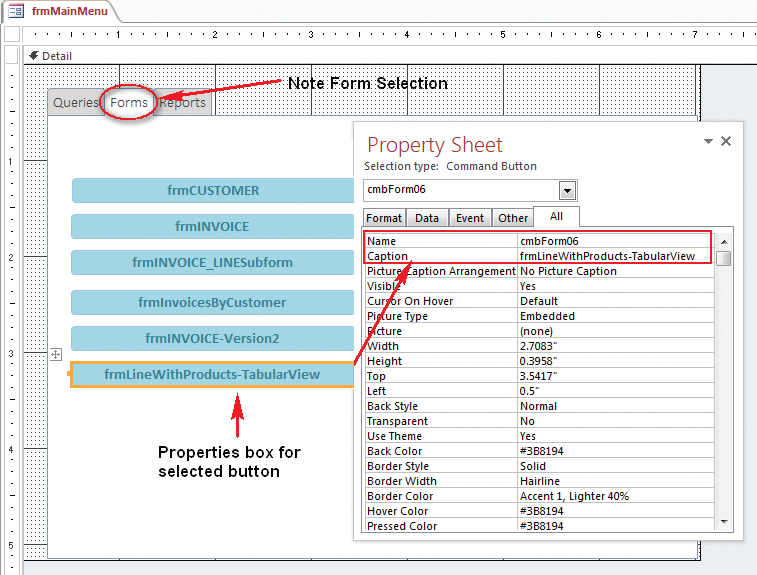 frmMainMenu
1 2 3 4 5 6 7
Detail
Note Form Selection
Queries Forms Reports
1
2
3
4
5
frmCUSTOMER
frmINVOICE
frmINVOICE_LINESubform
frmInvoicesByCustomer
frmINVOICE-Version2
frmLineWithProducts-TabularView
Properties box for
selected button
Property Sheet
Selection type: Command Button
cmbForm06
Format Data Event Other All
Name cmbForm06
Caption frmLineWithProducts-TabularView
Picture Caption Arrangement No Picture Caption
Visible Yes
Cursor On Hover Default
Picture Type Embedded
Picture (none)
Width 2.7083"
Height 0.3958"
Top 3.5417"
Left 0.5"
Back Style Normal
Transparent No
Use Theme Yes
Back Color #3B8194
Border Style Solid
Border Width Hairline
Border Color Accent 1, Lighter 40%
Hover Color #3B8194
Pressed Color #3B8194